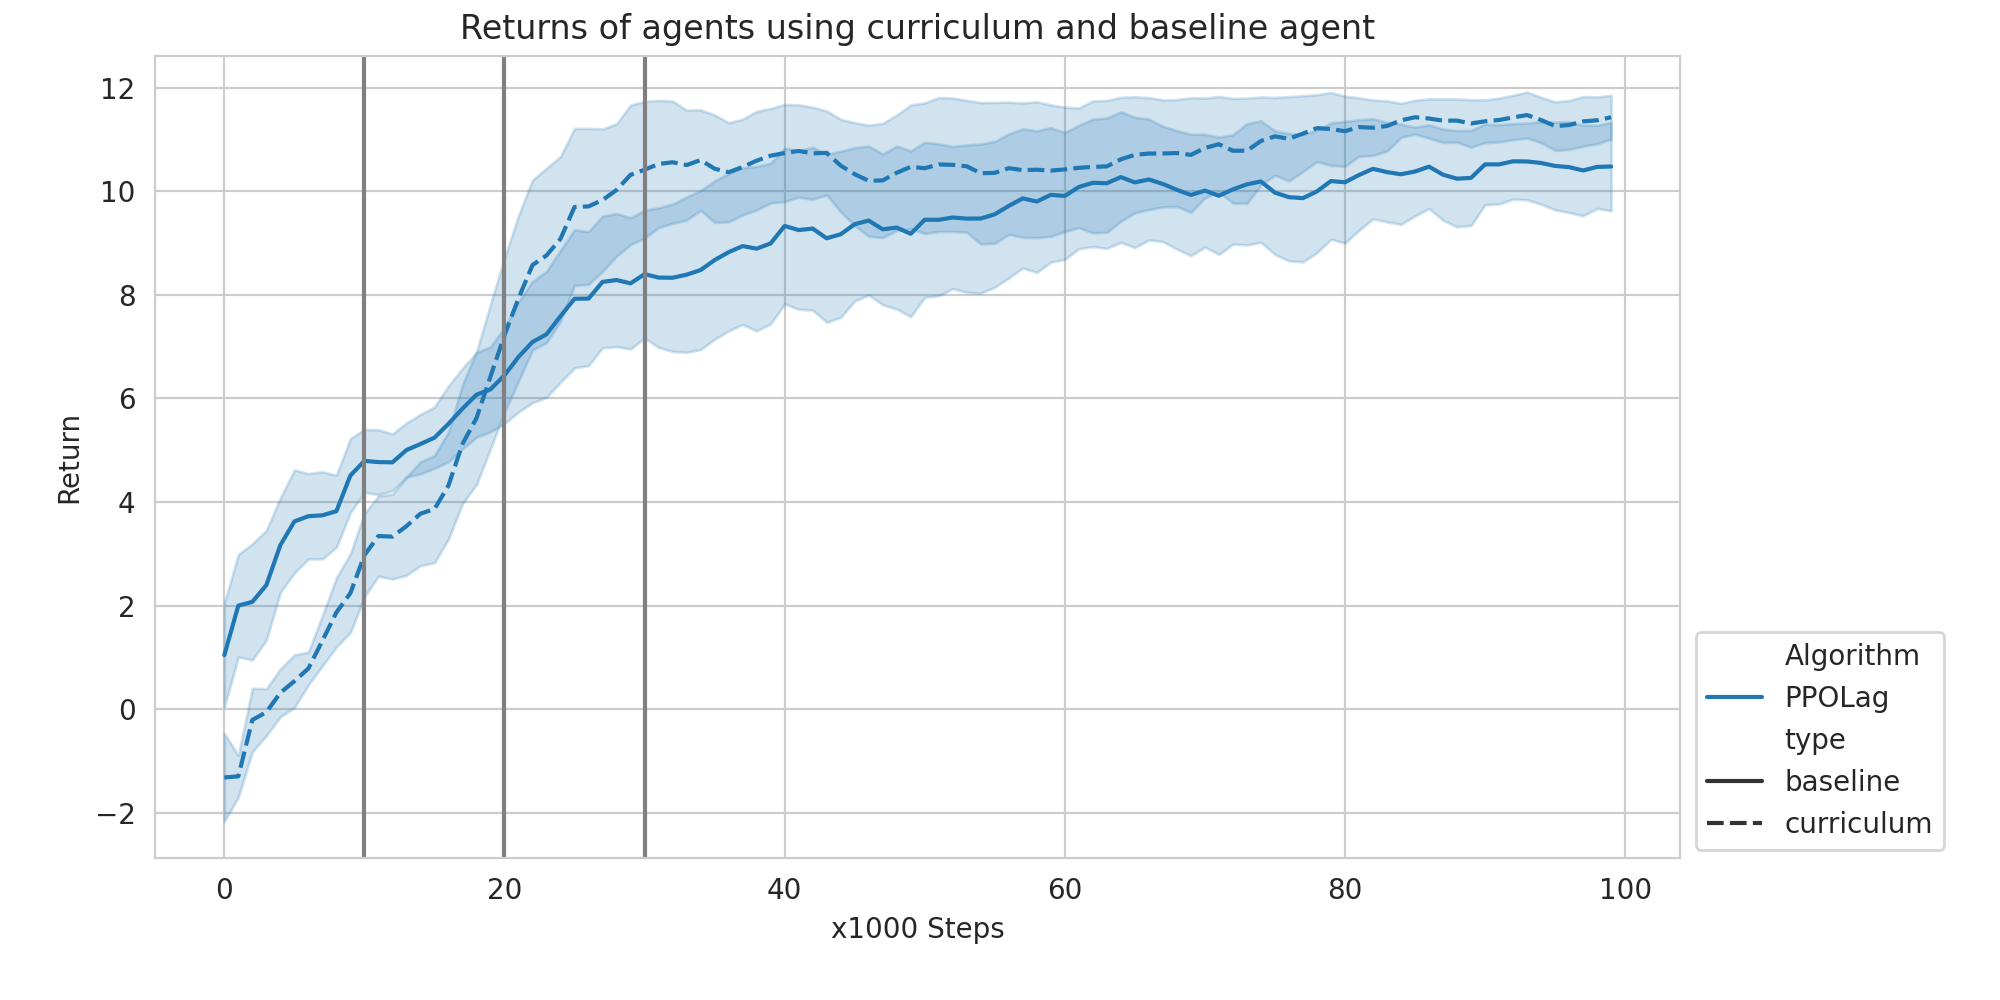 Returns of agents using curriculum and baseline agent
12
10
8
6
4
2
0
−2
Return
0 20 40 60 80 100
x1000 Steps
Algorithm
PPOLag
type
baseline
curriculum